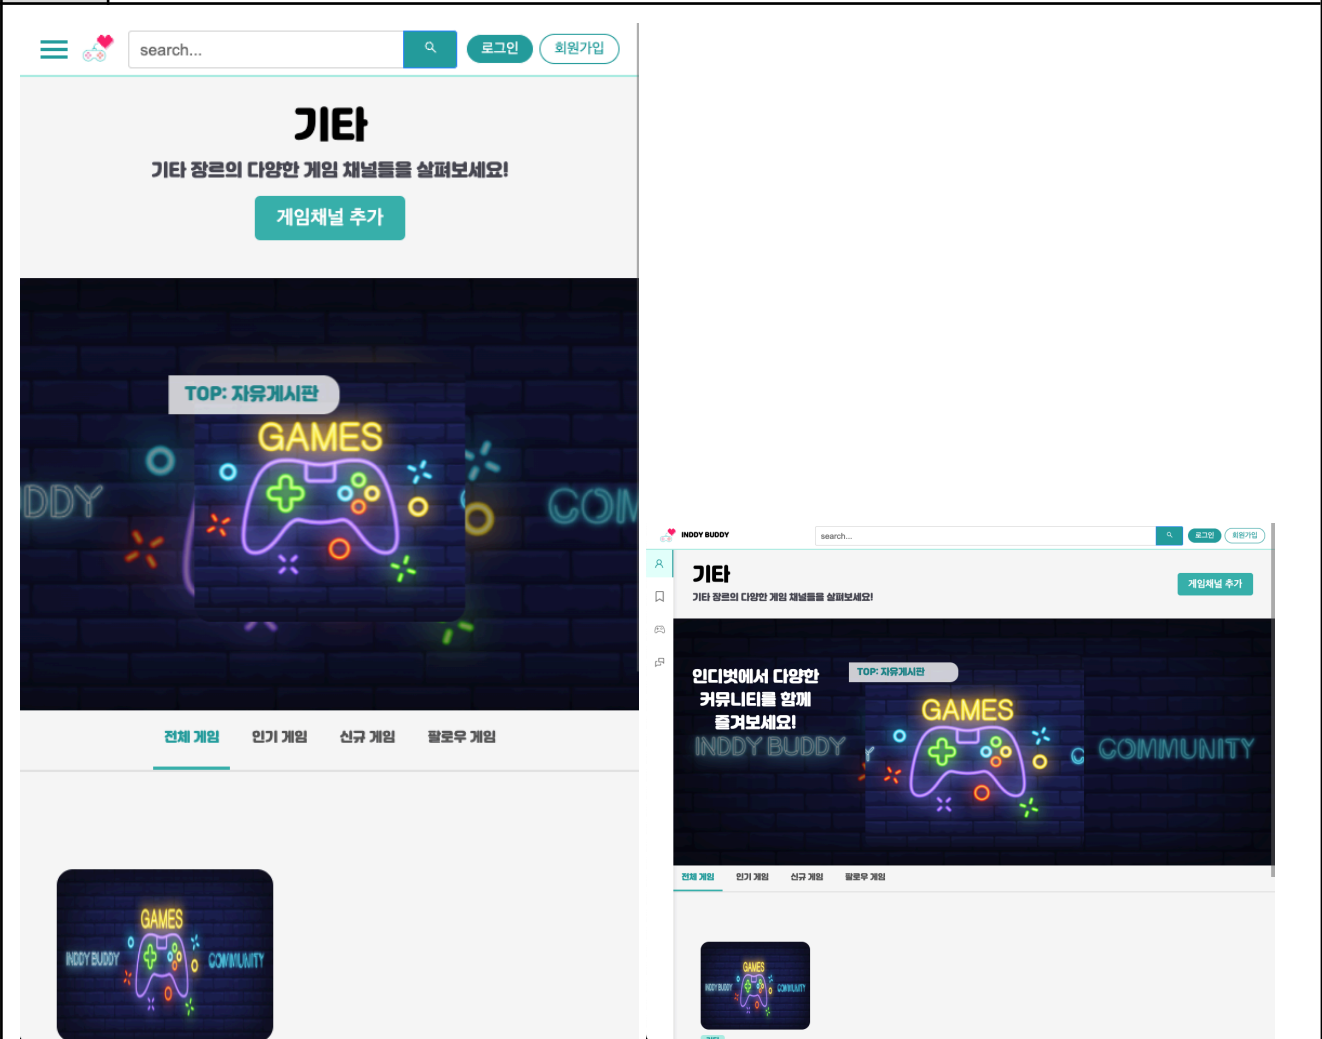 search...
로그인
회원가입
기타
기타 장르의 다양한 게임 채널들을 살펴보세요!
게임채널 추가
TOP: 자유게시판
GAMES
DDY
COM
전체 게임
인기 게임
신규 게임
팔로우 게임
GAMES
INDDY BUDDY
COMMUNITY
INDDY BUDDY
search...
로그인
회원가입
기타
기타 장르의 다양한 게임 채널들을 살펴보세요!
게임채널 추가
인디벗에서 다양한
커뮤니티를 함께
즐겨보세요!
TOP: 자유게시판
GAMES
INDDY BUDDY
Y
C
COMMUNITY
전체 게임
인기 게임
신규 게임
팔로우 게임
GAMES
INDDY BUDDY
COMMUNITY
기타